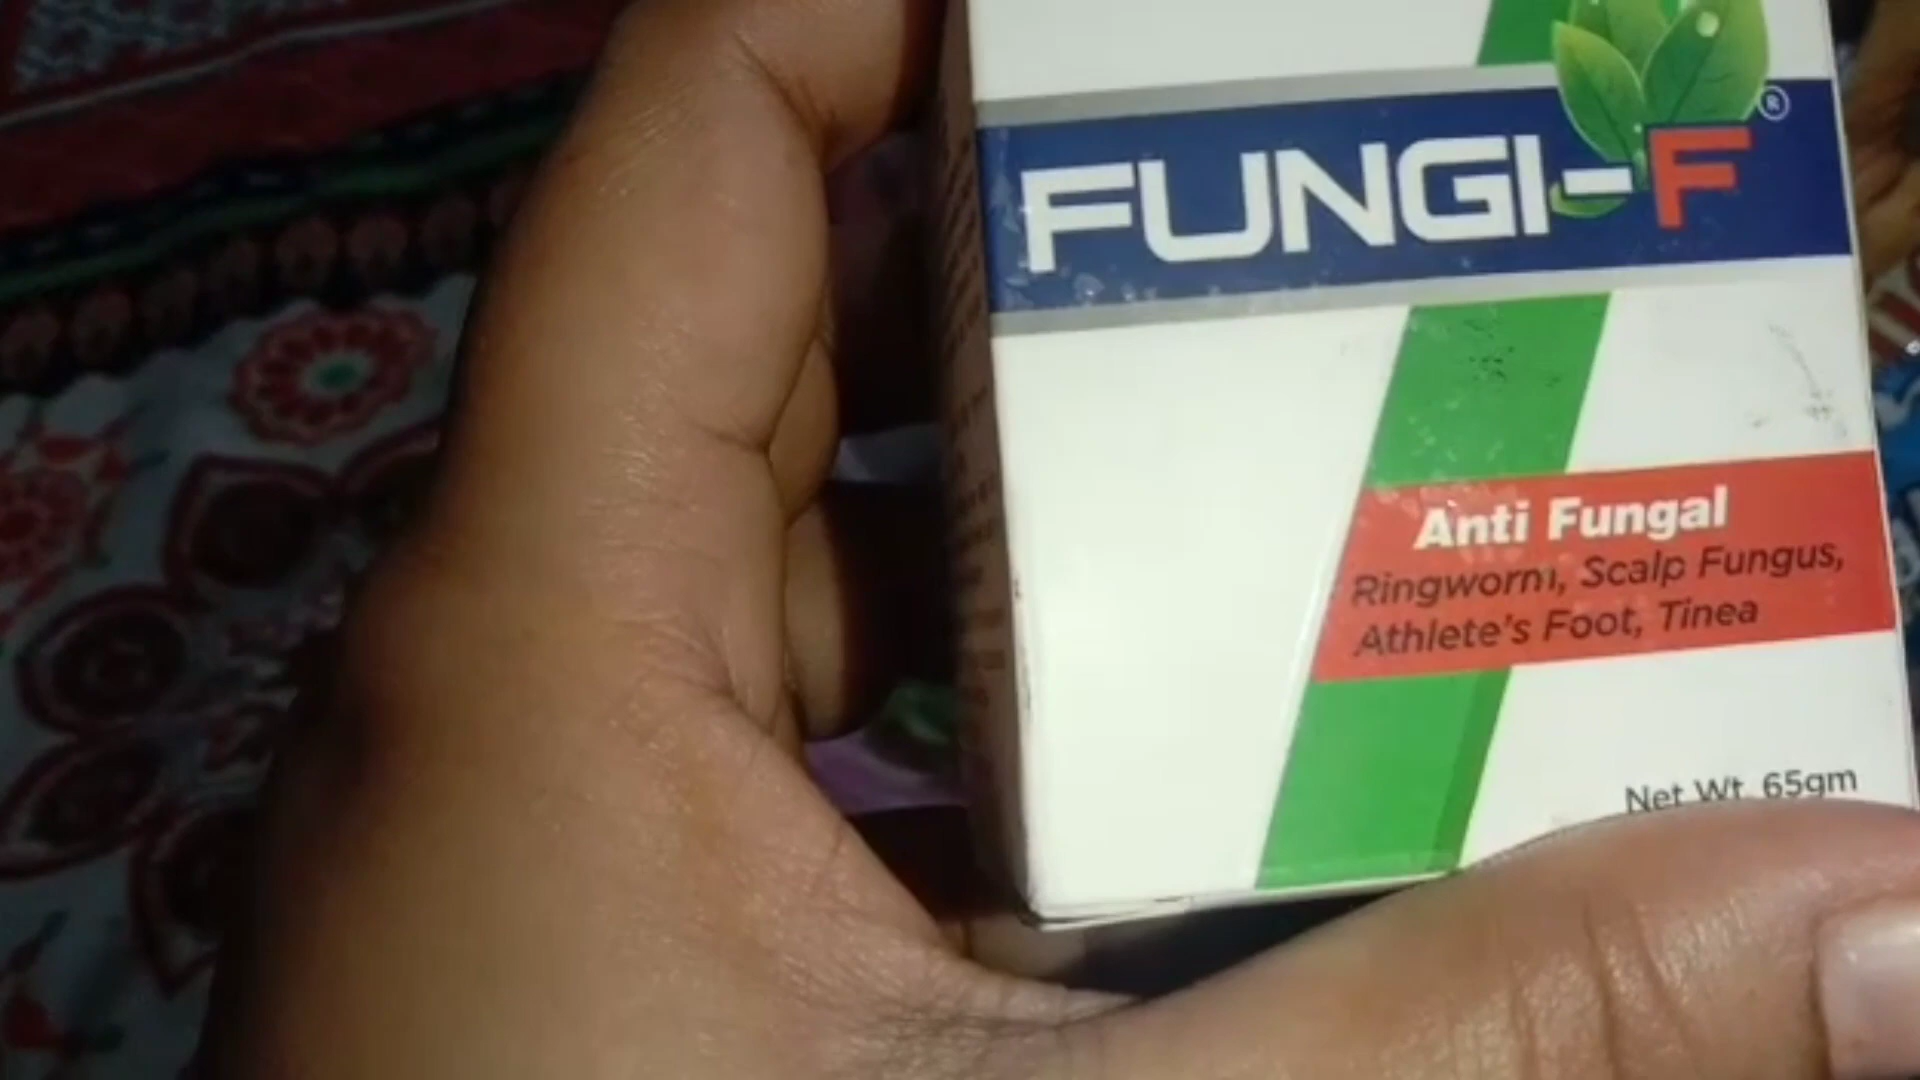 FUNGI-F®
Anti Fungal
Ringworm, Scalp Fungus,
Athlete's Foot, Tinea
Net Wt. 65gm